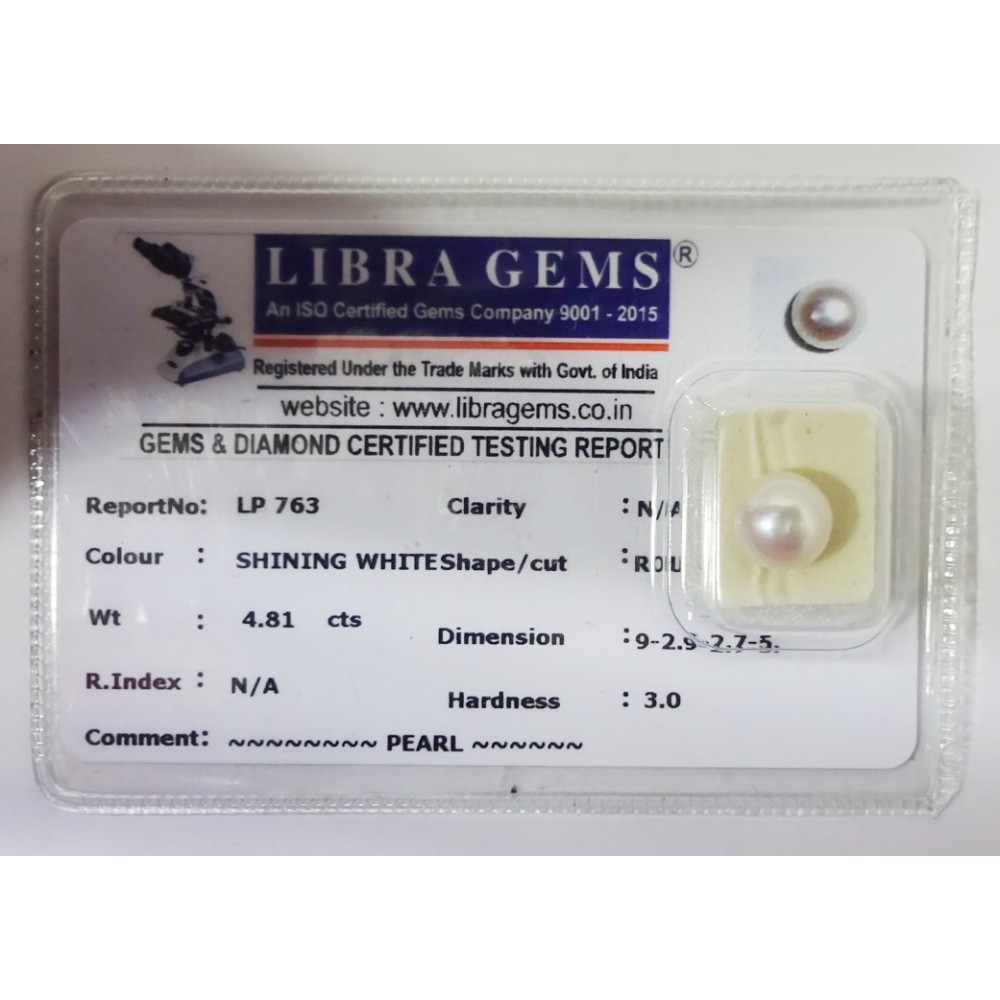 LIBRA GEMS ®
An ISO Certified Gems Company 9001 - 2015
Registered Under the Trade Marks with Govt. of India
website : www.libragems.co.in
GEMS & DIAMOND CERTIFIED TESTING REPORT
ReportNo: LP 763 Clarity : N/A
Colour : SHINING WHITE Shape/cut : ROU
Wt : 4.81 cts
Dimension :
R.Index : N/A
Hardness : 3.0
Comment: ~~~~~~~~ PEARL ~~~~~~